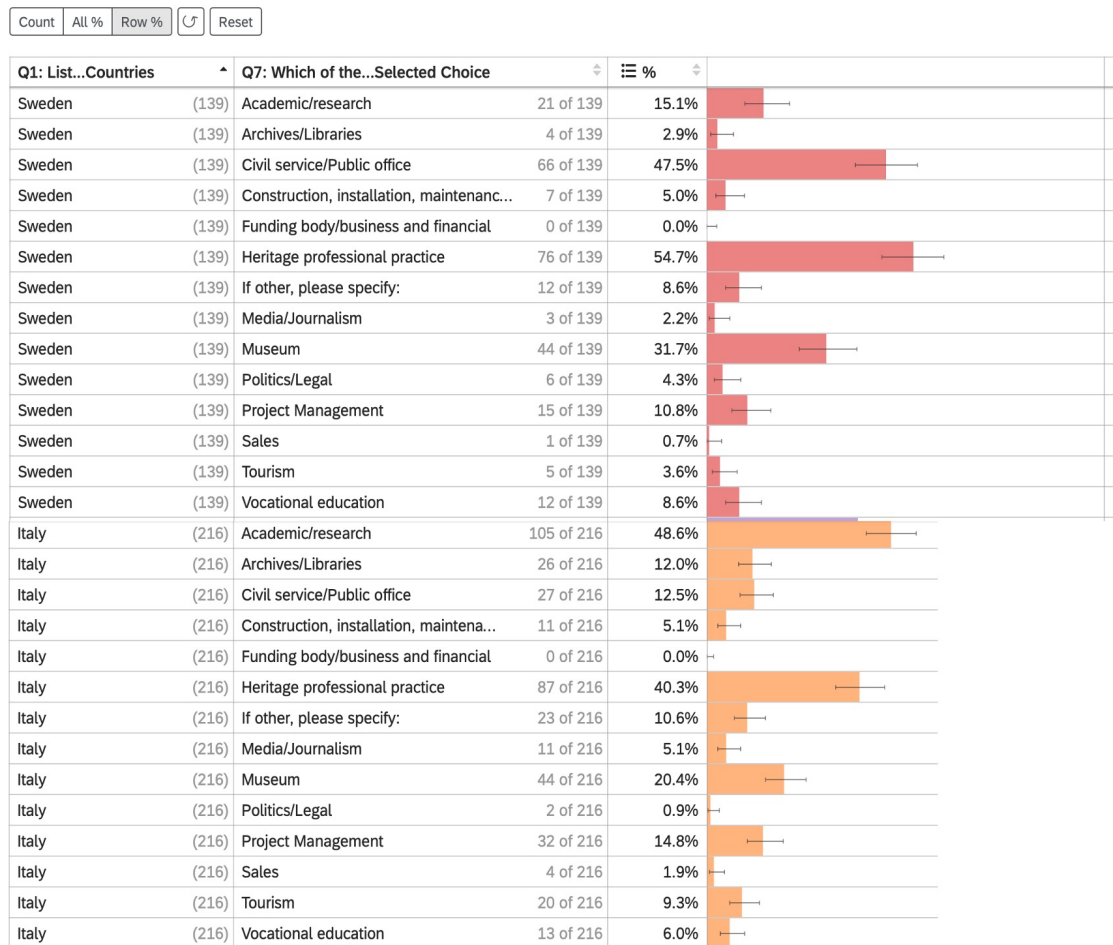 Count All % Row % Reset
Q1: List...Countries Q7: Which of the...Selected Choice %
Sweden (139) Academic/research 21 of 139 15.1%
Sweden (139) Archives/Libraries 4 of 139 2.9%
Sweden (139) Civil service/Public office 66 of 139 47.5%
Sweden (139) Construction, installation, maintenanc... 7 of 139 5.0%
Sweden (139) Funding body/business and financial 0 of 139 0.0%
Sweden (139) Heritage professional practice 76 of 139 54.7%
Sweden (139) If other, please specify: 12 of 139 8.6%
Sweden (139) Media/Journalism 3 of 139 2.2%
Sweden (139) Museum 44 of 139 31.7%
Sweden (139) Politics/Legal 6 of 139 4.3%
Sweden (139) Project Management 15 of 139 10.8%
Sweden (139) Sales 1 of 139 0.7%
Sweden (139) Tourism 5 of 139 3.6%
Sweden (139) Vocational education 12 of 139 8.6%
Italy (216) Academic/research 105 of 216 48.6%
Italy (216) Archives/Libraries 26 of 216 12.0%
Italy (216) Civil service/Public office 27 of 216 12.5%
Italy (216) Construction, installation, maintena... 11 of 216 5.1%
Italy (216) Funding body/business and financial 0 of 216 0.0%
Italy (216) Heritage professional practice 87 of 216 40.3%
Italy (216) If other, please specify: 23 of 216 10.6%
Italy (216) Media/Journalism 11 of 216 5.1%
Italy (216) Museum 44 of 216 20.4%
Italy (216) Politics/Legal 2 of 216 0.9%
Italy (216) Project Management 32 of 216 14.8%
Italy (216) Sales 4 of 216 1.9%
Italy (216) Tourism 20 of 216 9.3%
Italy (216) Vocational education 13 of 216 6.0%